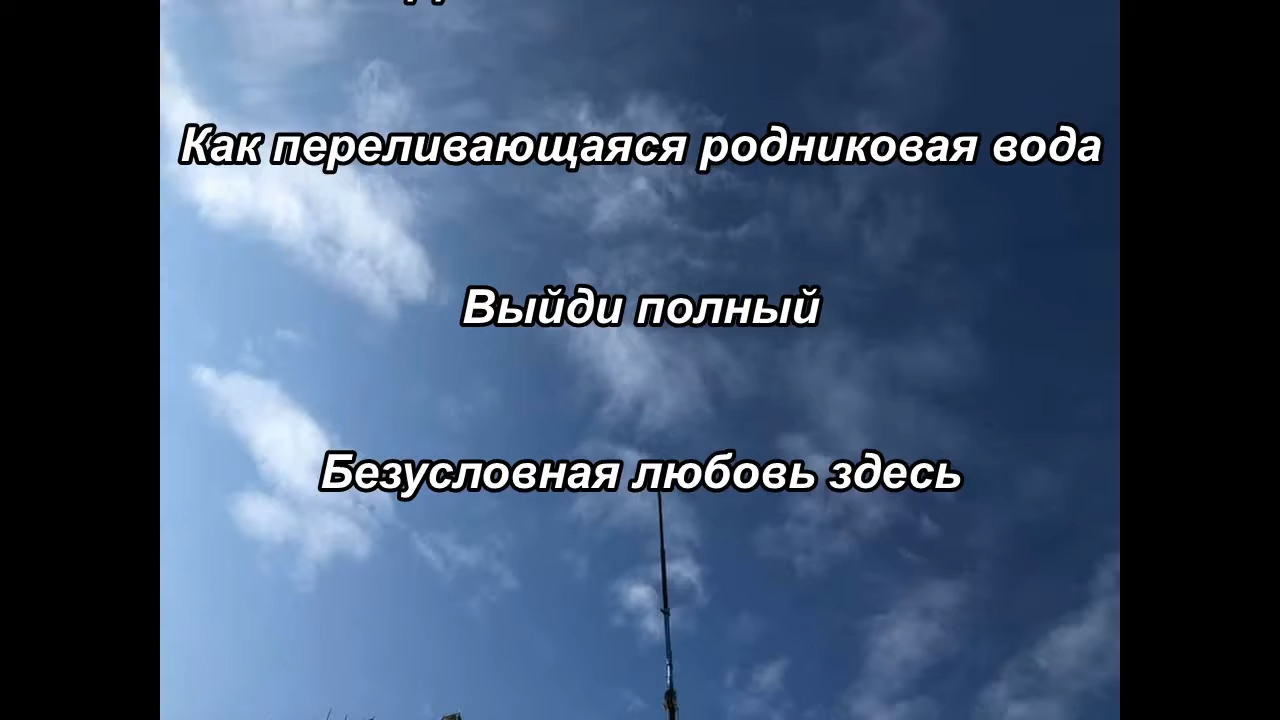 Как переливающаяся родниковая вода
Выйди полный
Безусловная любовь здесь